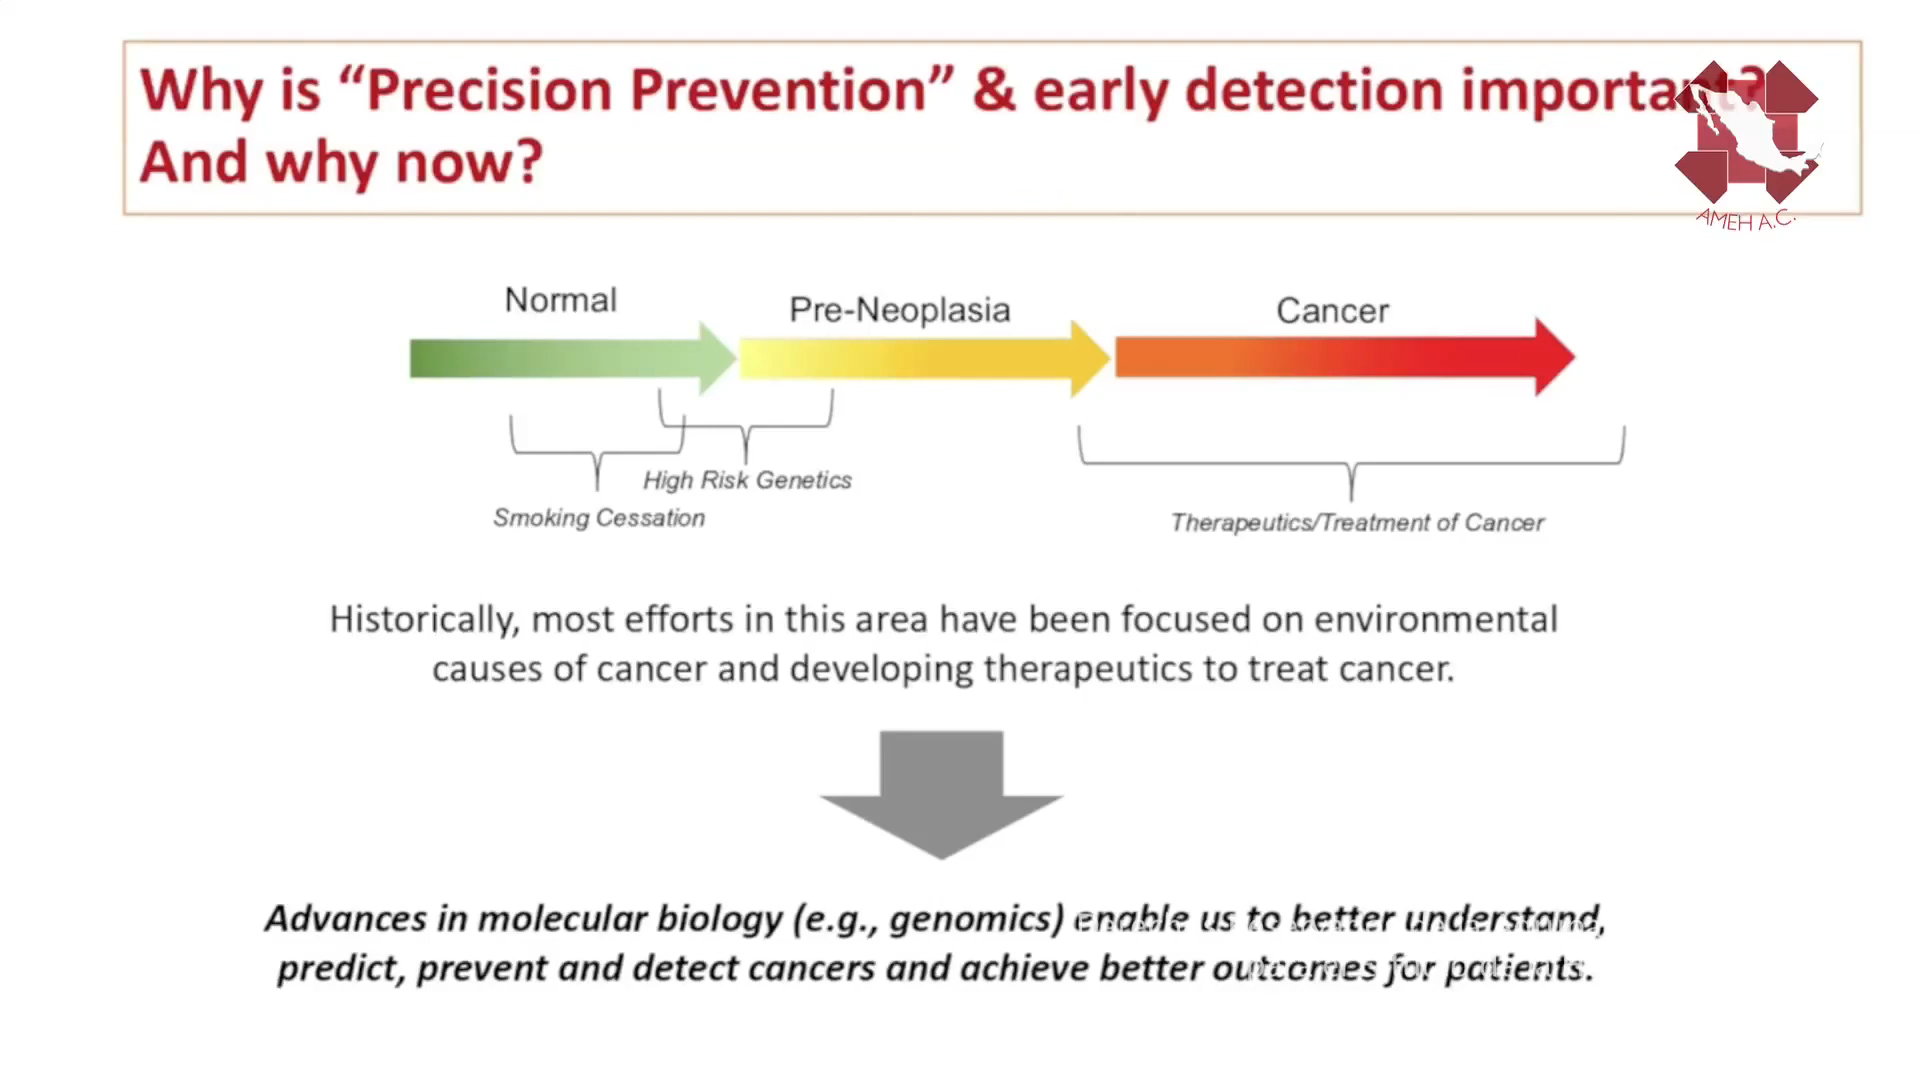 Why is “Precision Prevention” & early detection important?
And why now?
AMEH A.C.
Normal
Pre-Neoplasia
Cancer
High Risk Genetics
Smoking Cessation
Therapeutics/Treatment of Cancer
Historically, most efforts in this area have been focused on environmental
causes of cancer and developing therapeutics to treat cancer.
Advances in molecular biology (e.g., genomics) enable us to better understand,
predict, prevent and detect cancers and achieve better outcomes for patients.